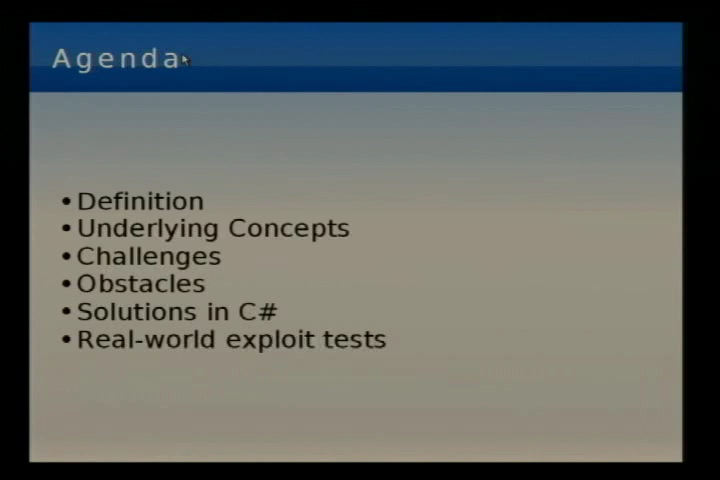 Agenda
•Definition
•Underlying Concepts
•Challenges
•Obstacles
•Solutions in C#
•Real-world exploit tests